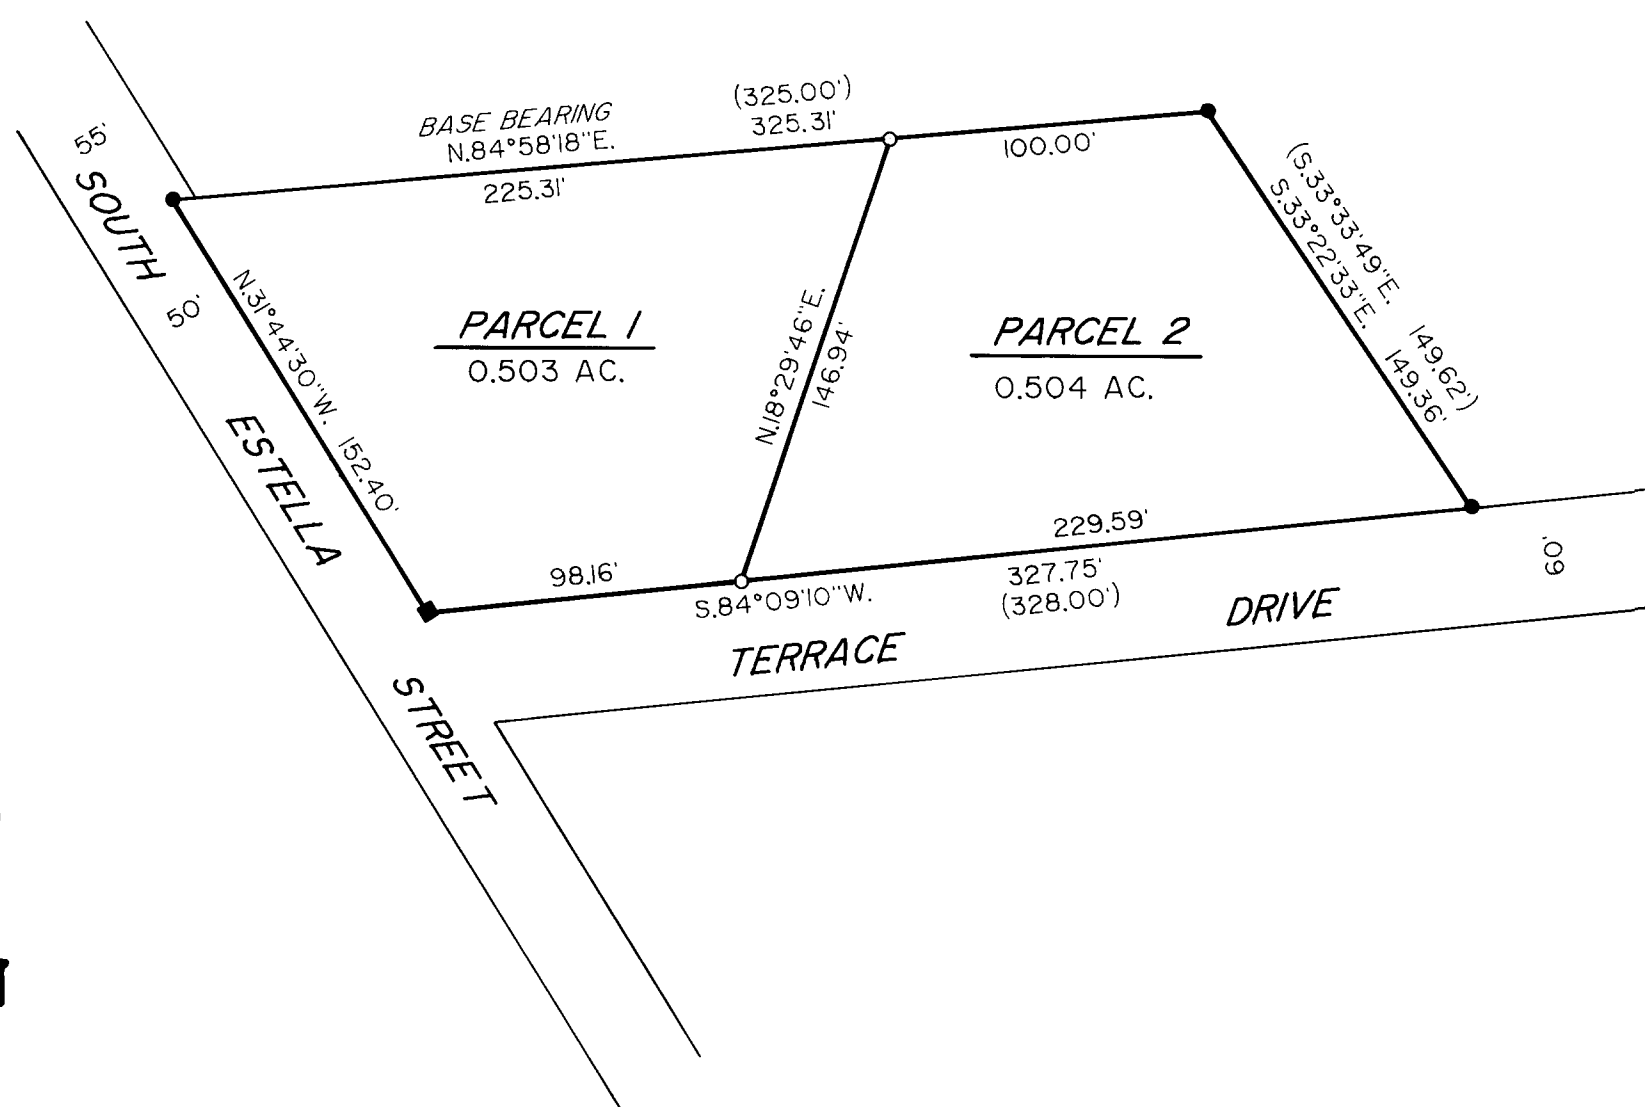 55'
SOUTH
50'
ESTELLA
STREET
BASE BEARING
N.84°58'18"E.
(325.00')
325.31'
225.31'
100.00'
N.31°44'30"W. 152.40'
PARCEL 1
0.503 AC.
N.18°29'46"E.
146.94'
PARCEL 2
0.504 AC.
(S.33°33'49"E. 149.62')
S.33°22'33"E. 149.36'
98.16'
229.59'
S.84°09'10"W.
327.75'
(328.00')
TERRACE DRIVE
60'